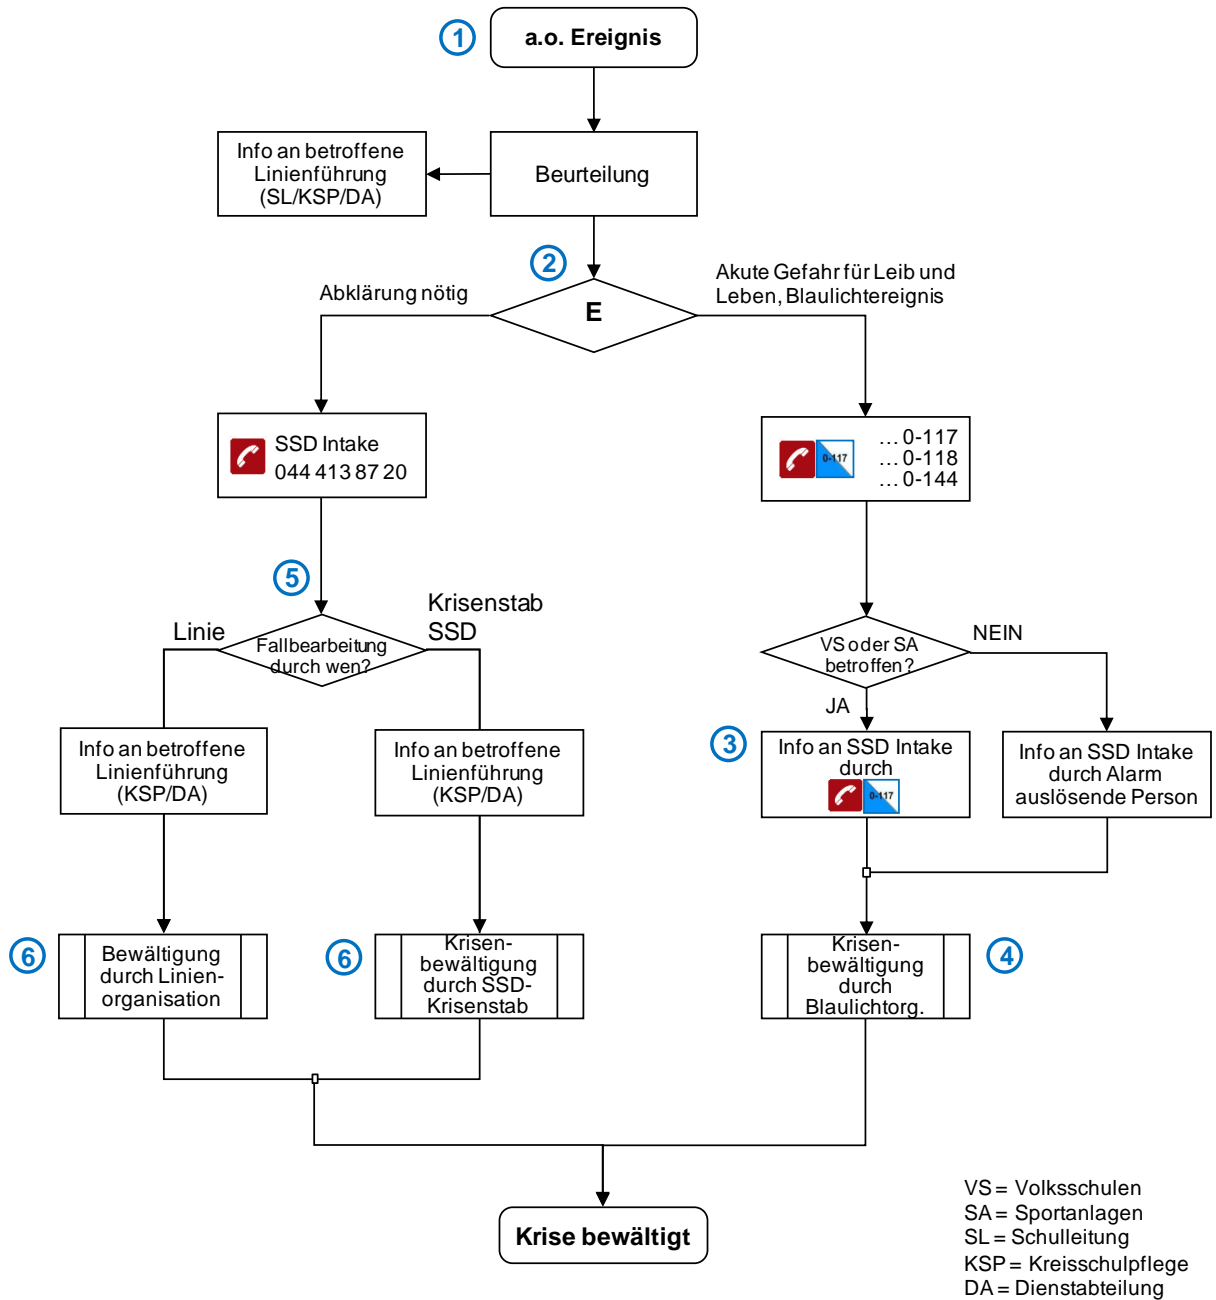 1
a.o. Ereignis
Info an betroffene
Linienführung
(SL/KSP/DA)
Beurteilung
2
E
Abklärung nötig
Akute Gefahr für Leib und
Leben, Blaulichtereignis
SSD Intake
044 413 87 20
0-117
...0-117
...0-118
...0-144
5
Linie
Krisenstab
SSD
Fallbearbeitung
durch wen?
VS oder SA
betroffen?
NEIN
JA
Info an betroffene
Linienführung
(KSP/DA)
Info an betroffene
Linienführung
(KSP/DA)
3
Info an SSD Intake
durch
0-117
Info an SSD Intake
durch Alarm
auslösende Person
6
Bewältigung
durch Linien-
organisation
6
Krisen-
bewältigung
durch SSD-
Krisenstab
Krisen-
bewältigung
durch
Blaulichtorg.
4
Krise bewältigt
VS = Volksschulen
SA = Sportanlagen
SL = Schulleitung
KSP = Kreisschulpflege
DA = Dienstabteilung